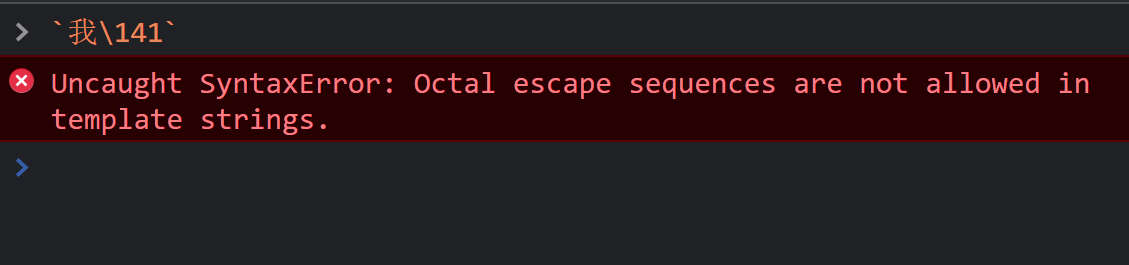 > `我\141`
Uncaught SyntaxError: Octal escape sequences are not allowed in
template strings.
>